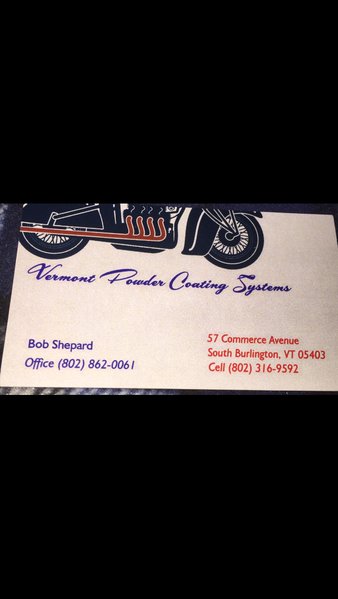 Vermont Powder Coating Systems
Bob Shepard
Office (802) 862-0061
57 Commerce Avenue
South Burlington, VT 05403
Cell (802) 316-9592